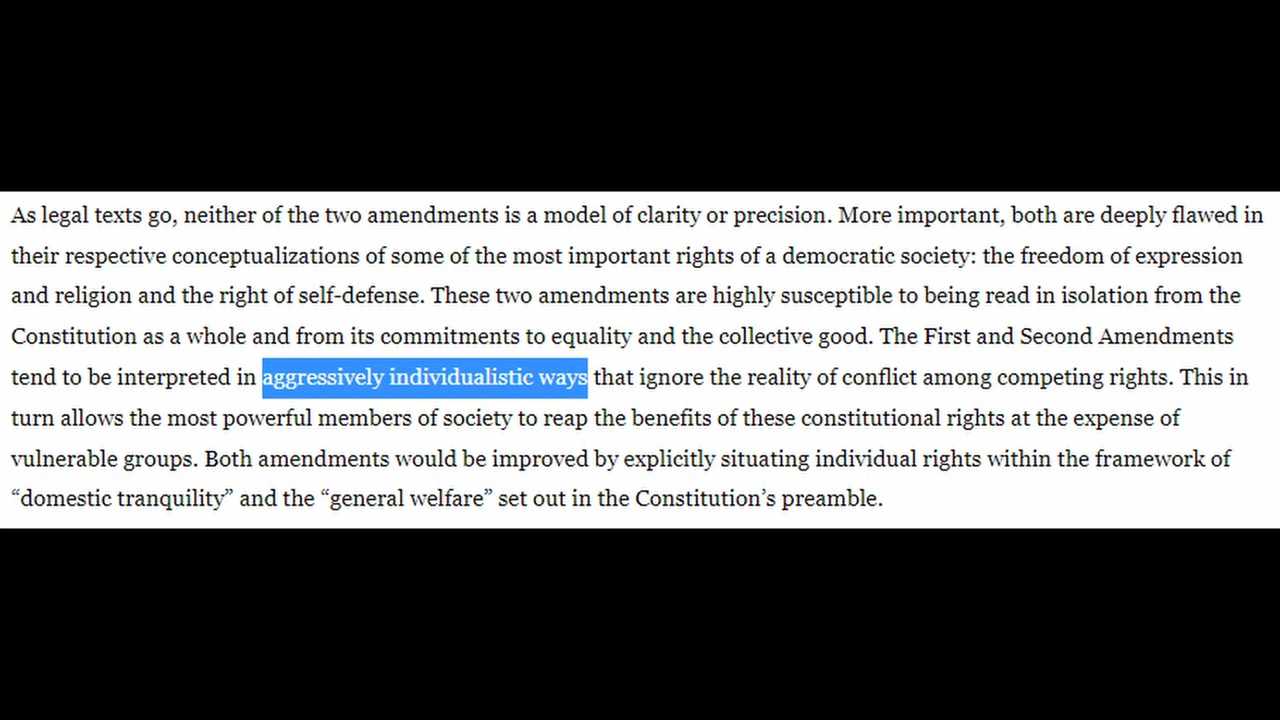 As legal texts go, neither of the two amendments is a model of clarity or precision. More important, both are deeply flawed in
their respective conceptualizations of some of the most important rights of a democratic society: the freedom of expression
and religion and the right of self-defense. These two amendments are highly susceptible to being read in isolation from the
Constitution as a whole and from its commitments to equality and the collective good. The First and Second Amendments
tend to be interpreted in aggressively individualistic ways that ignore the reality of conflict among competing rights. This in
turn allows the most powerful members of society to reap the benefits of these constitutional rights at the expense of
vulnerable groups. Both amendments would be improved by explicitly situating individual rights within the framework of
“domestic tranquility” and the “general welfare” set out in the Constitution’s preamble.